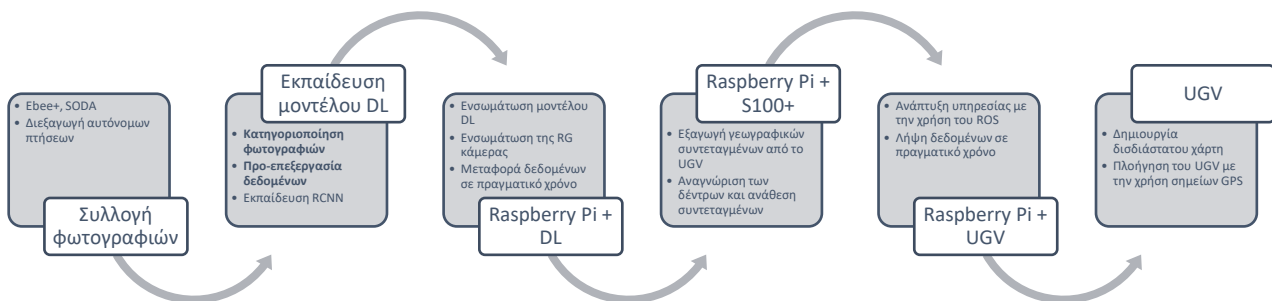 • Ebee+, SODA
• Διεξαγωγή αυτόνομων
πτήσεων
Συλλογή
φωτογραφιών
Εκπαίδευση
μοντέλου DL
• Κατηγοριοποίηση
φωτογραφιών
• Προ-επεξεργασία
δεδομένων
• Εκπαίδευση RCNN
• Ενσωμάτωση μοντέλου
DL
• Ενσωμάτωση της RG
κάμερας
• Μεταφορά δεδομένων
σε πραγματικό χρόνο
Raspberry Pi +
DL
Raspberry Pi +
S100+
• Εξαγωγή γεωγραφικών
συντεταγμένων από το
UGV
• Αναγνώριση των
δέντρων και ανάθεση
συντεταγμένων
• Ανάπτυξη υπηρεσίας με
την χρήση του ROS
• Λήψη δεδομένων σε
πραγματικό χρόνο
Raspberry Pi +
UGV
UGV
• Δημιουργία
δισδιάστατου χάρτη
• Πλοήγηση του UGV με
την χρήση σημείων GPS